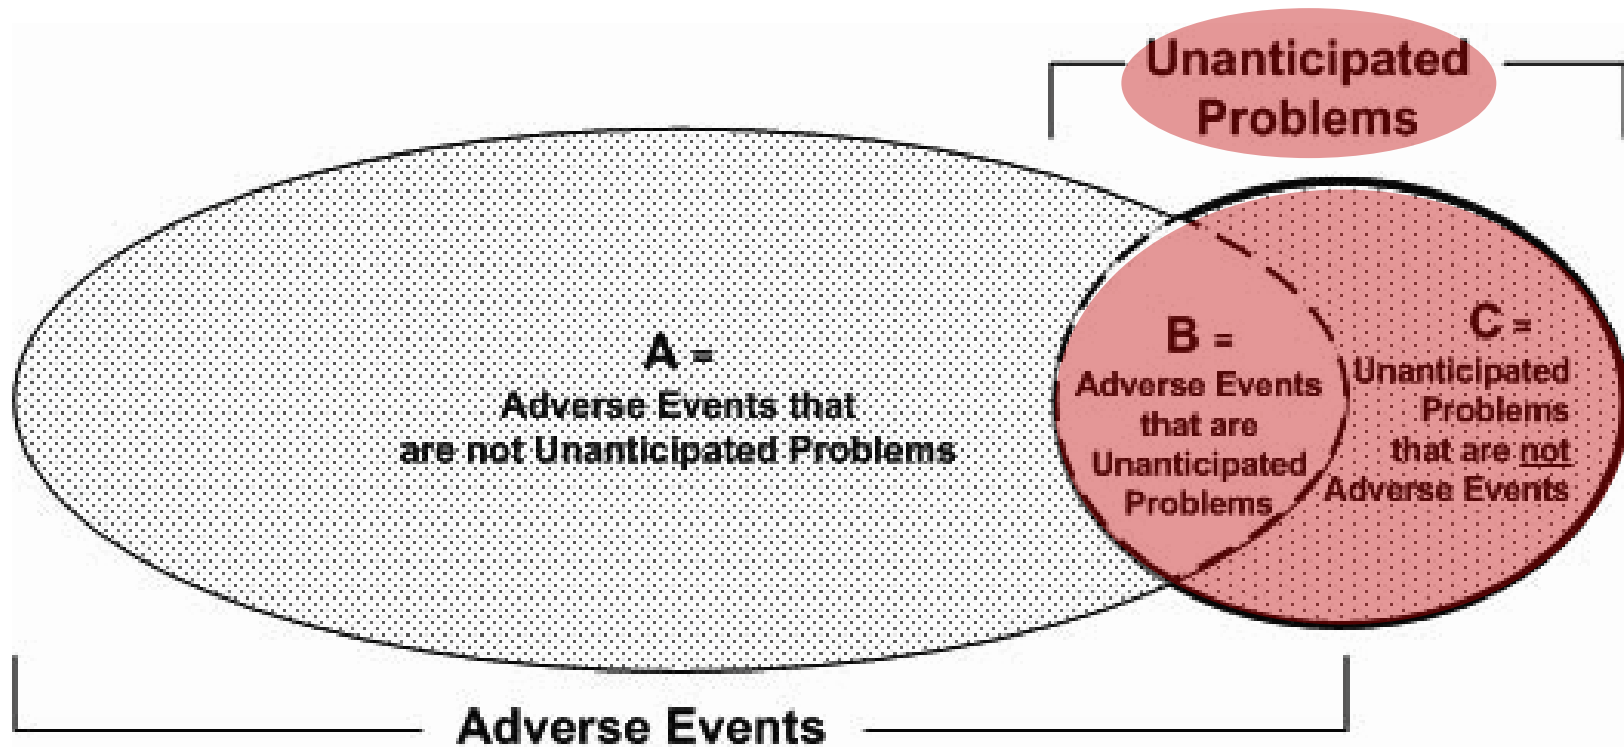 Unanticipated
Problems
A =
Adverse Events that
are not Unanticipated Problems
B =
Adverse Events
that are
Unanticipated
Problems
C =
Unanticipated
Problems
that are not
Adverse Events
Adverse Events